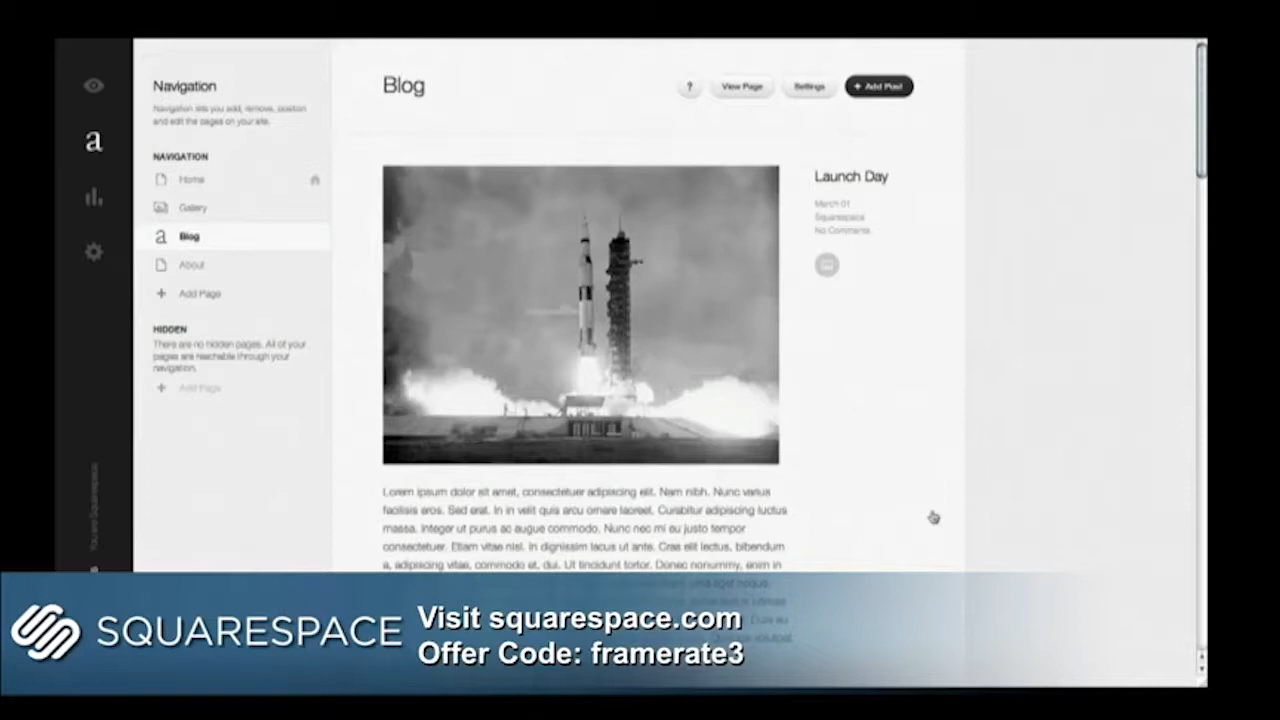 Navigation
Navigation lets you add, remove, position
and edit the pages on your site.
NAVIGATION
Home
Gallery
a Blog
About
+ Add Page
HIDDEN
There are no hidden pages. All of your
pages are reachable through your
navigation.
+ Add Page
a
You are Squarespace.
Blog
?
View Page
Settings
+ Add Post
Launch Day
March 01
Squarespace
No Comments
Lorem ipsum dolor sit amet, consectetuer adipiscing elit. Nam nibh. Nunc varius
facilisis eros. Sed erat. In in velit quis arcu ornare laoreet. Curabitur adipiscing luctus
massa. Integer ut purus ac augue commodo. Nunc nec mi eu justo tempor
consectetuer. Etiam vitae nisl. In dignissim lacus ut ante. Cras elit lectus, bibendum
a, adipiscing vitae, commodo et, dui. Ut tincidunt tortor. Donec nonummy, enim in
SQUARESPACE
Visit squarespace.com
Offer Code: framerate3